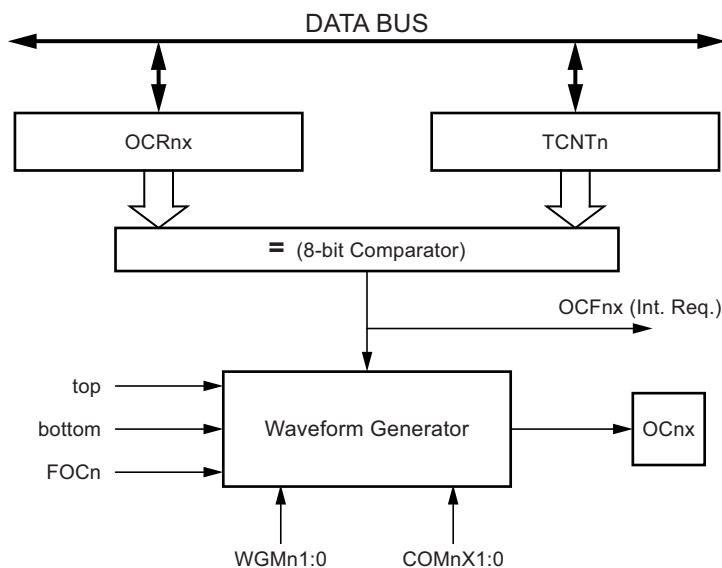 DATA BUS
OCRnx
TCNTn
= (8-bit Comparator)
OCFnx (Int. Req.)
top
bottom
FOCn
Waveform Generator
OCnx
WGMn1:0
COMnX1:0